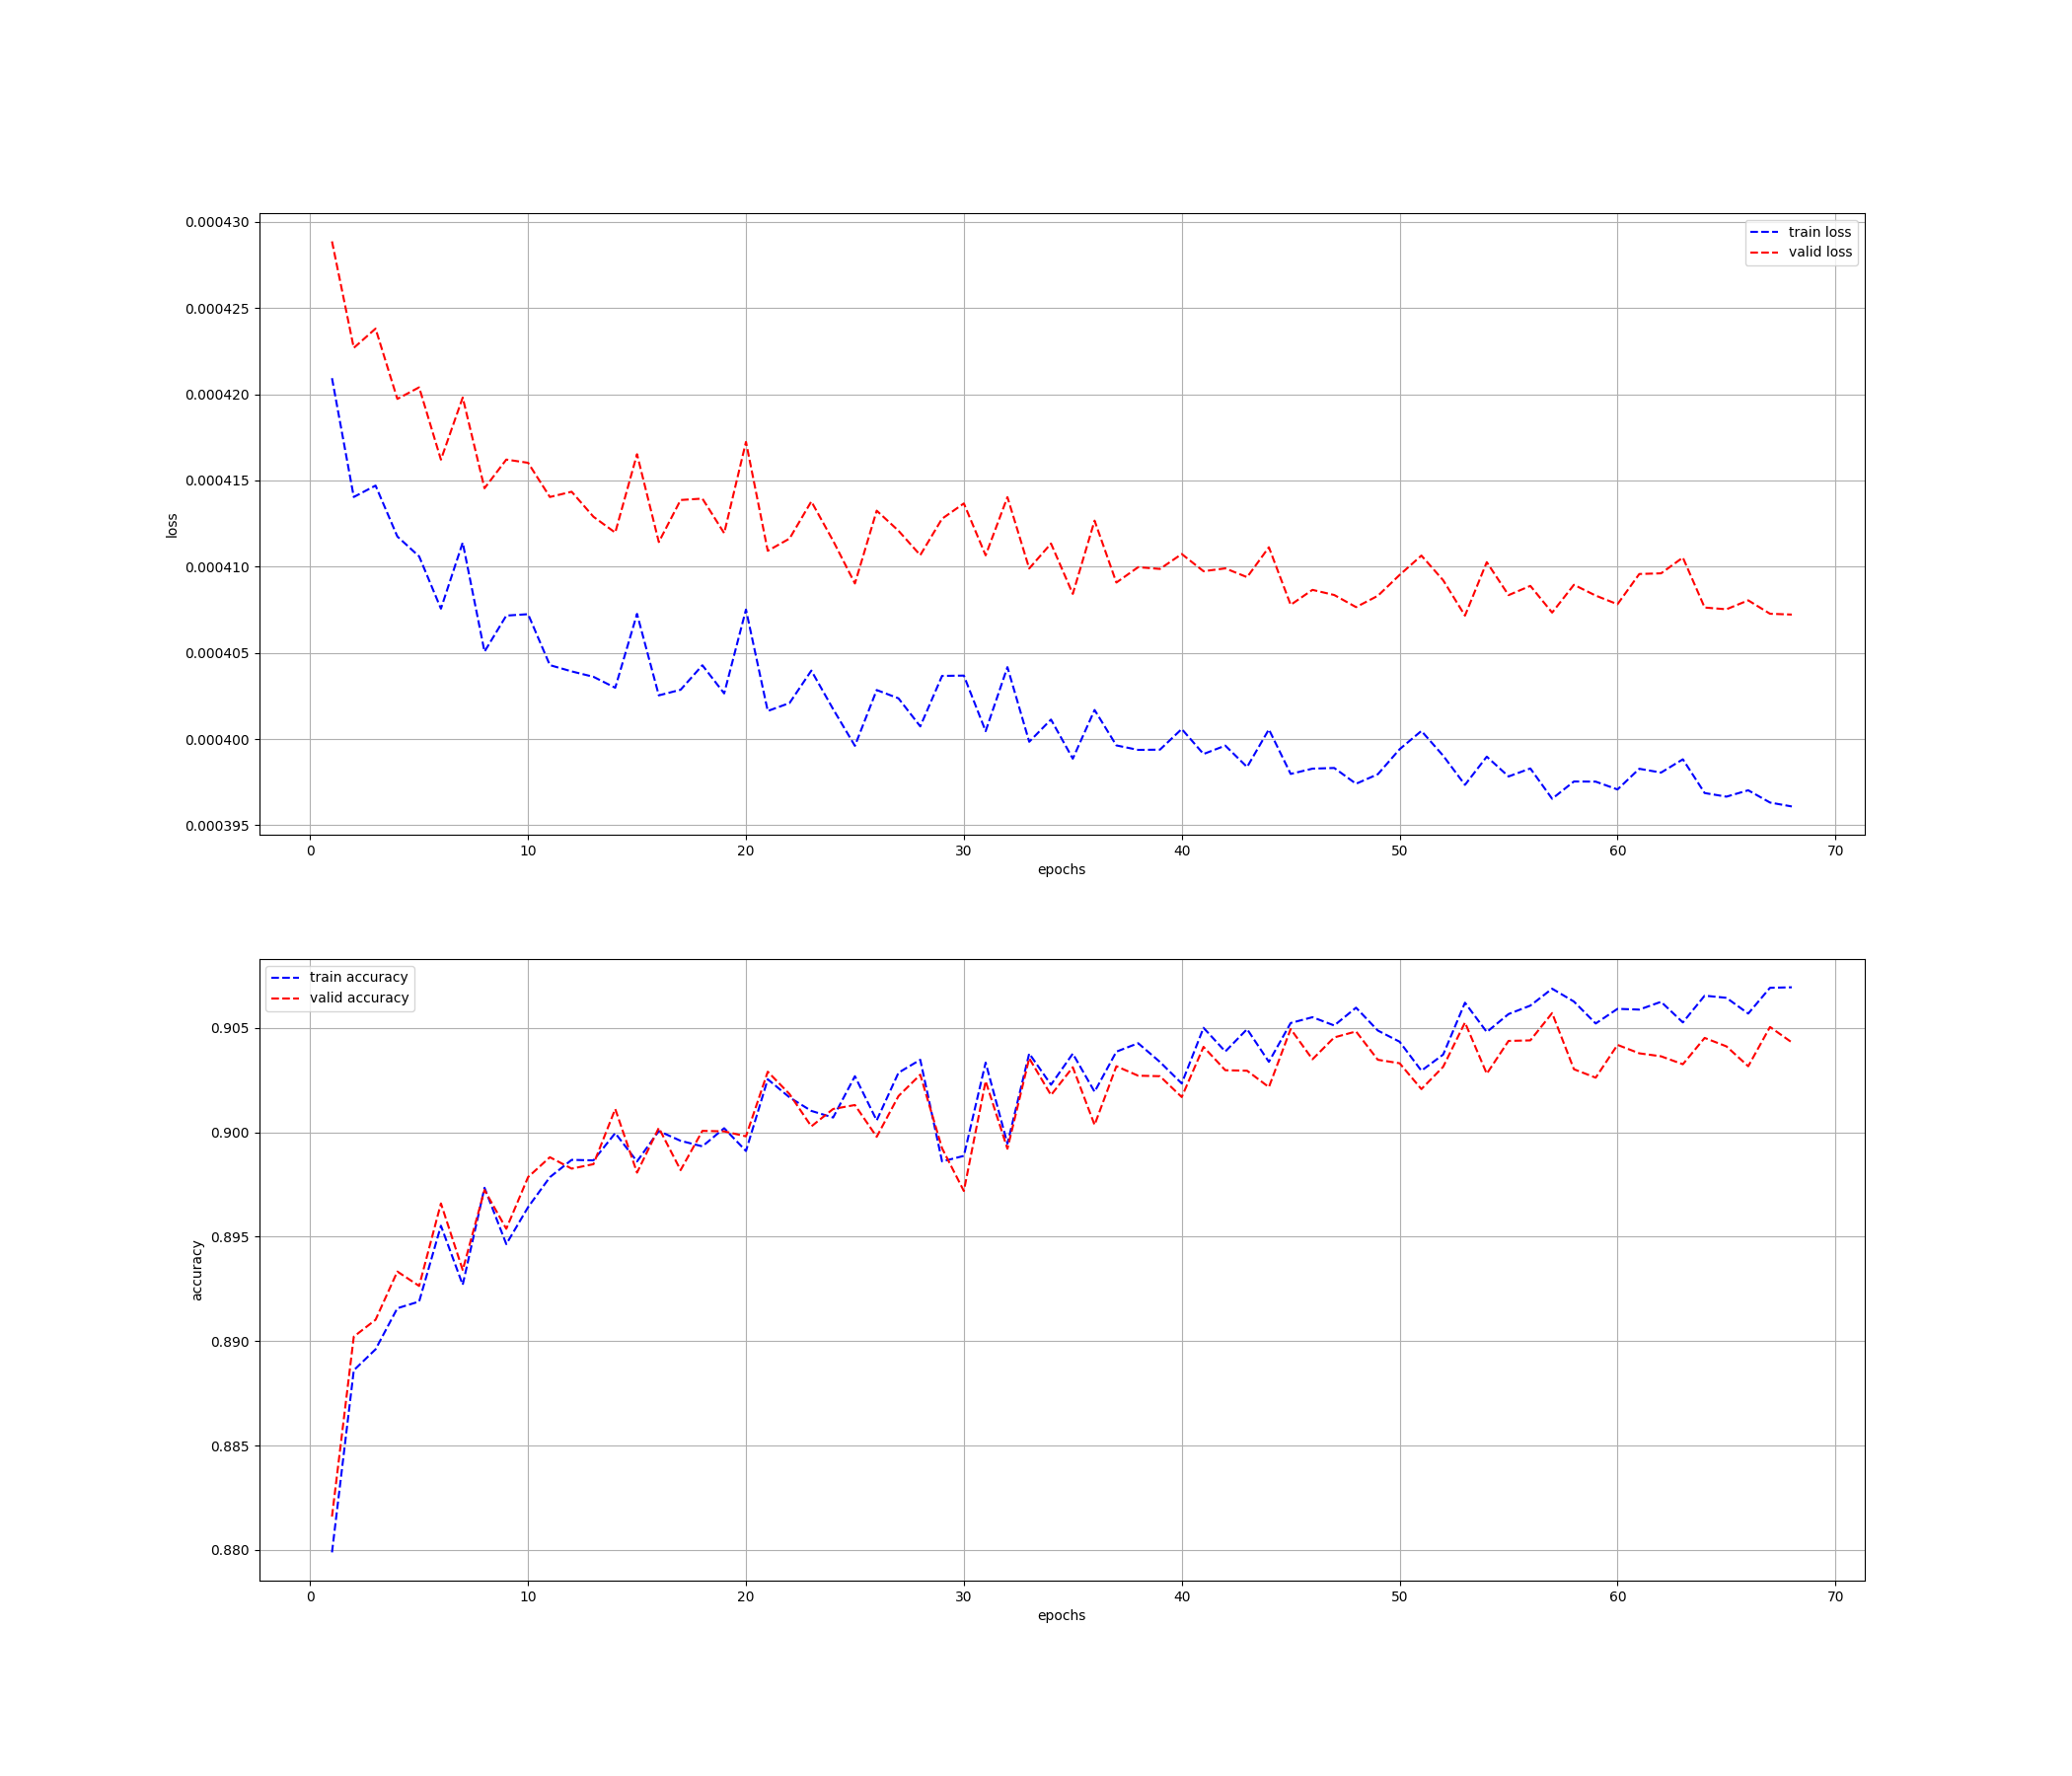 0.000430
0.000425
0.000420
0.000415
0.000410
0.000405
0.000400
0.000395
loss
train loss
valid loss
0 10 20 30 40 50 60 70
epochs
train accuracy
valid accuracy
0.905
0.900
0.895
0.890
0.885
0.880
accuracy
0 10 20 30 40 50 60 70
epochs